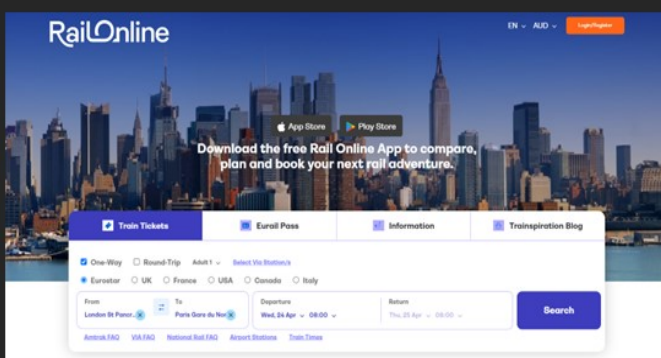 RailOnline
EN AUD Login/Register
App Store Play Store
Download the free Rail Online App to compare,
plan and book your next rail adventure.
Train Tickets Eurail Pass Information Trainspiration Blog
One-Way Round-Trip Adult 1 Select Via Station/s
Eurostar UK France USA Canada Italy
From To Departure Return
London St Pancr.. Paris Gare du Nor Wed, 24 Apr 08:00 Thu, 25 Apr 08:00 Search
Amtrak FAQ VIA FAQ National Rail FAQ Airport Stations Train Times